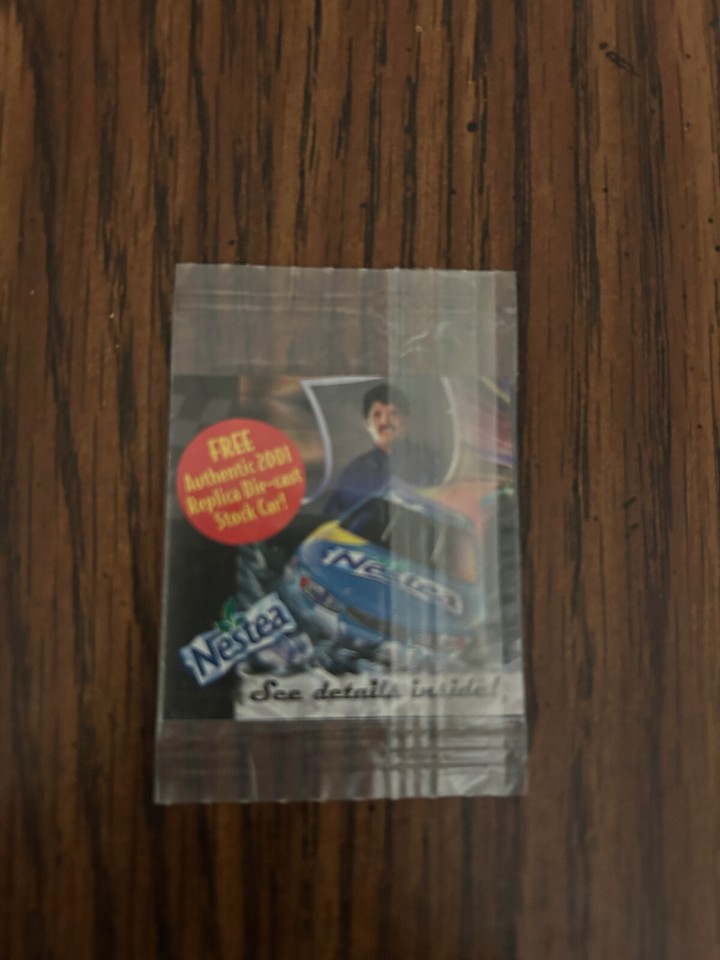 FREE
Authentic 2001
Replica Die-cast
Stock Car!
Nestea
Nestea
See details inside!